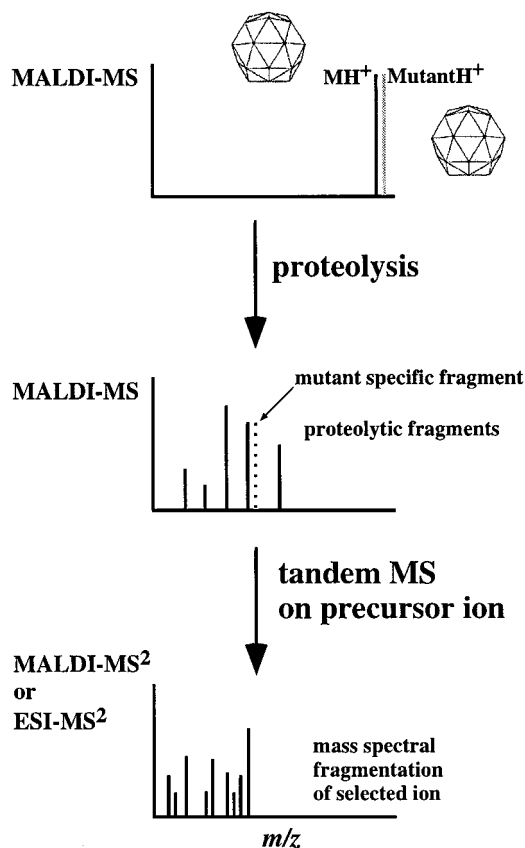 MALDI-MS
MH⁺
MutantH⁺
proteolysis
MALDI-MS
mutant specific fragment
proteolytic fragments
tandem MS
on precursor ion
MALDI-MS²
or
ESI-MS²
mass spectral
fragmentation
of selected ion
m/z